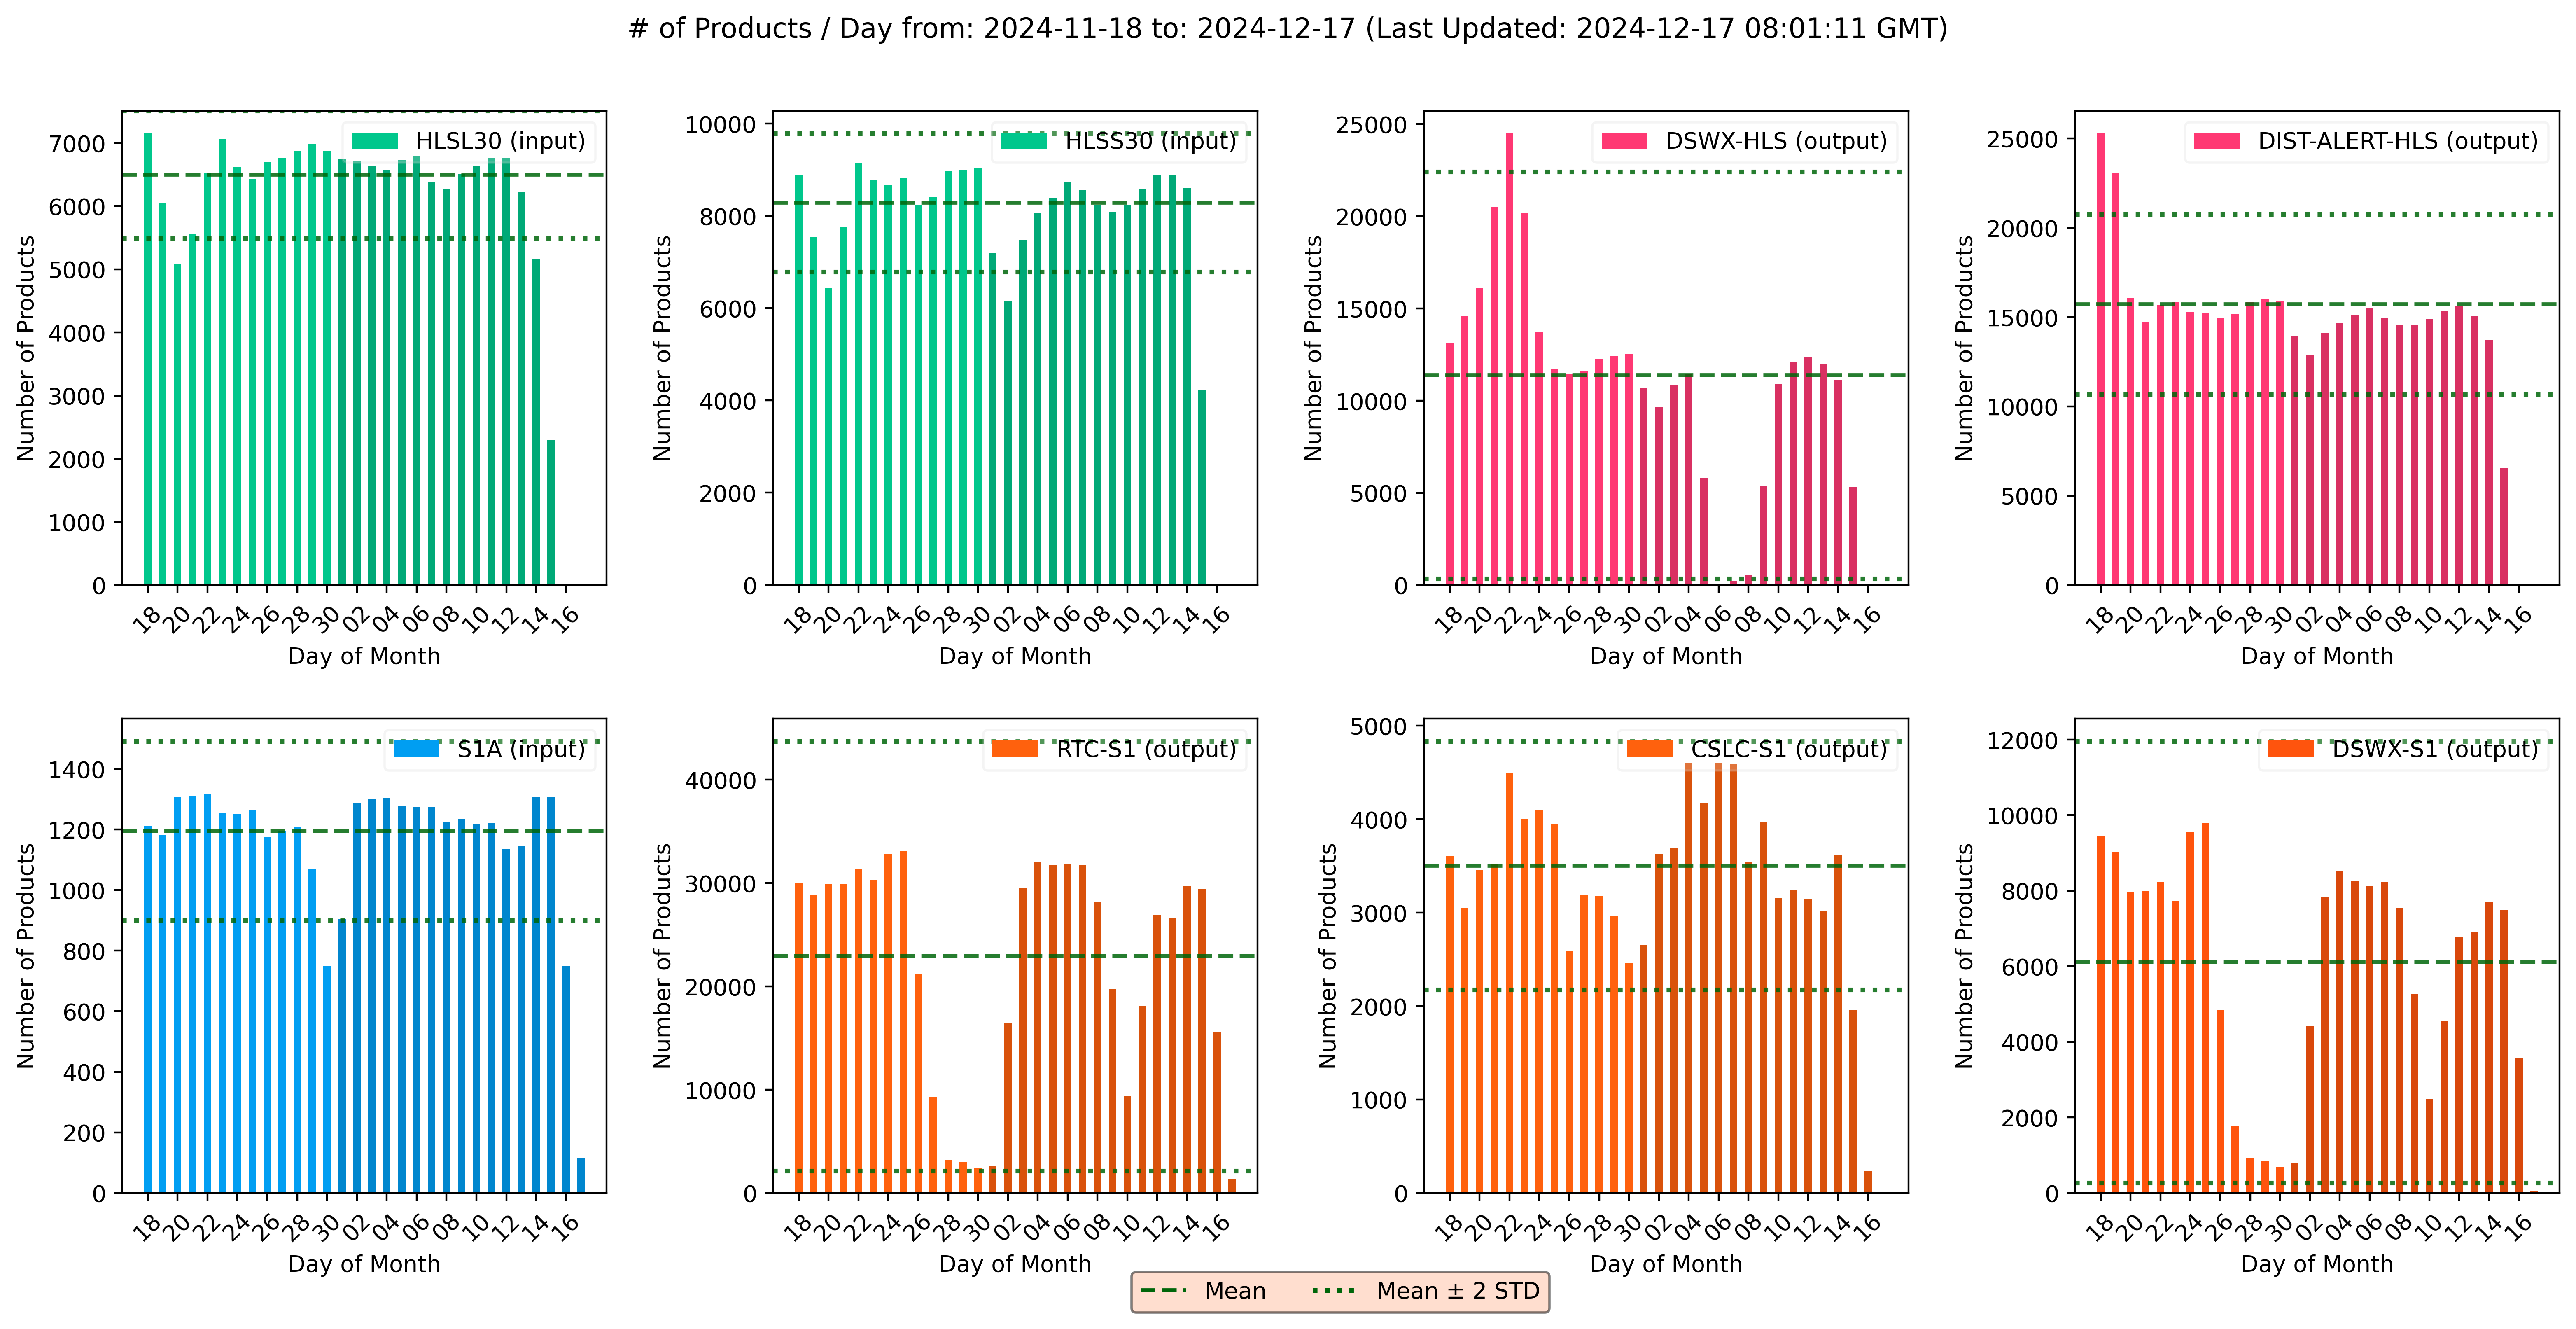 # of Products / Day from: 2024-11-18 to: 2024-12-17 (Last Updated: 2024-12-17 08:01:11 GMT)
Number of Products
7000
6000
5000
4000
3000
2000
1000
0
HLSL30 (input)
18 20 22 24 26 28 30 02 04 06 08 10 12 14 16
Day of Month
Number of Products
10000
8000
6000
4000
2000
0
HLSS30 (input)
18 20 22 24 26 28 30 02 04 06 08 10 12 14 16
Day of Month
Number of Products
25000
20000
15000
10000
5000
0
DSWX-HLS (output)
18 20 22 24 26 28 30 02 04 06 08 10 12 14 16
Day of Month
Number of Products
25000
20000
15000
10000
5000
0
DIST-ALERT-HLS (output)
18 20 22 24 26 28 30 02 04 06 08 10 12 14 16
Day of Month
Number of Products
1400
1200
1000
800
600
400
200
0
S1A (input)
18 20 22 24 26 28 30 02 04 06 08 10 12 14 16
Day of Month
Number of Products
40000
30000
20000
10000
0
RTC-S1 (output)
18 20 22 24 26 28 30 02 04 06 08 10 12 14 16
Day of Month
Number of Products
5000
4000
3000
2000
1000
0
CSLC-S1 (output)
18 20 22 24 26 28 30 02 04 06 08 10 12 14 16
Day of Month
Number of Products
12000
10000
8000
6000
4000
2000
0
DSWX-S1 (output)
18 20 22 24 26 28 30 02 04 06 08 10 12 14 16
Day of Month
Mean
Mean ± 2 STD